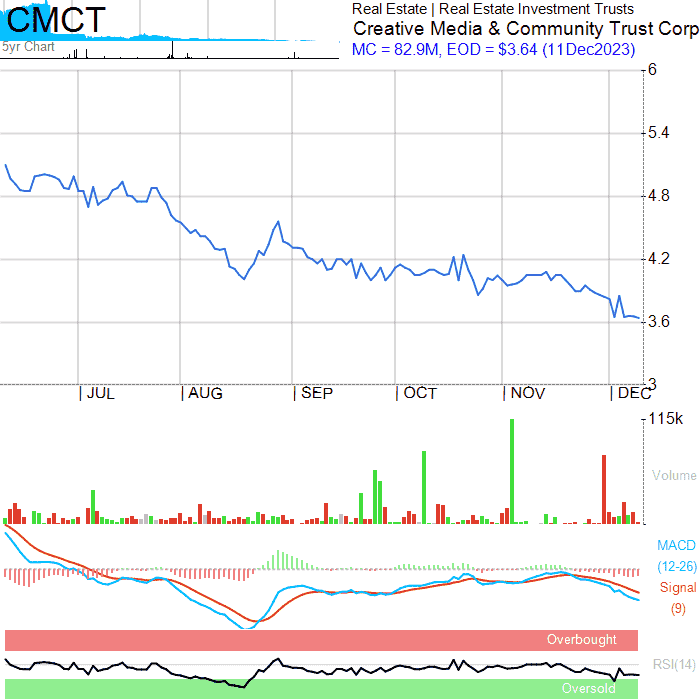 CMCT
5yr Chart
Real Estate | Real Estate Investment Trusts
Creative Media & Community Trust Corp
MC = 82.9M, EOD = $3.64 (11Dec2023)
6
5.4
4.8
4.2
3.6
3
JUL
AUG
SEP
OCT
NOV
DEC
115k
Volume
MACD
(12-26)
Signal
(9)
Overbought
RSI(14)
Oversold